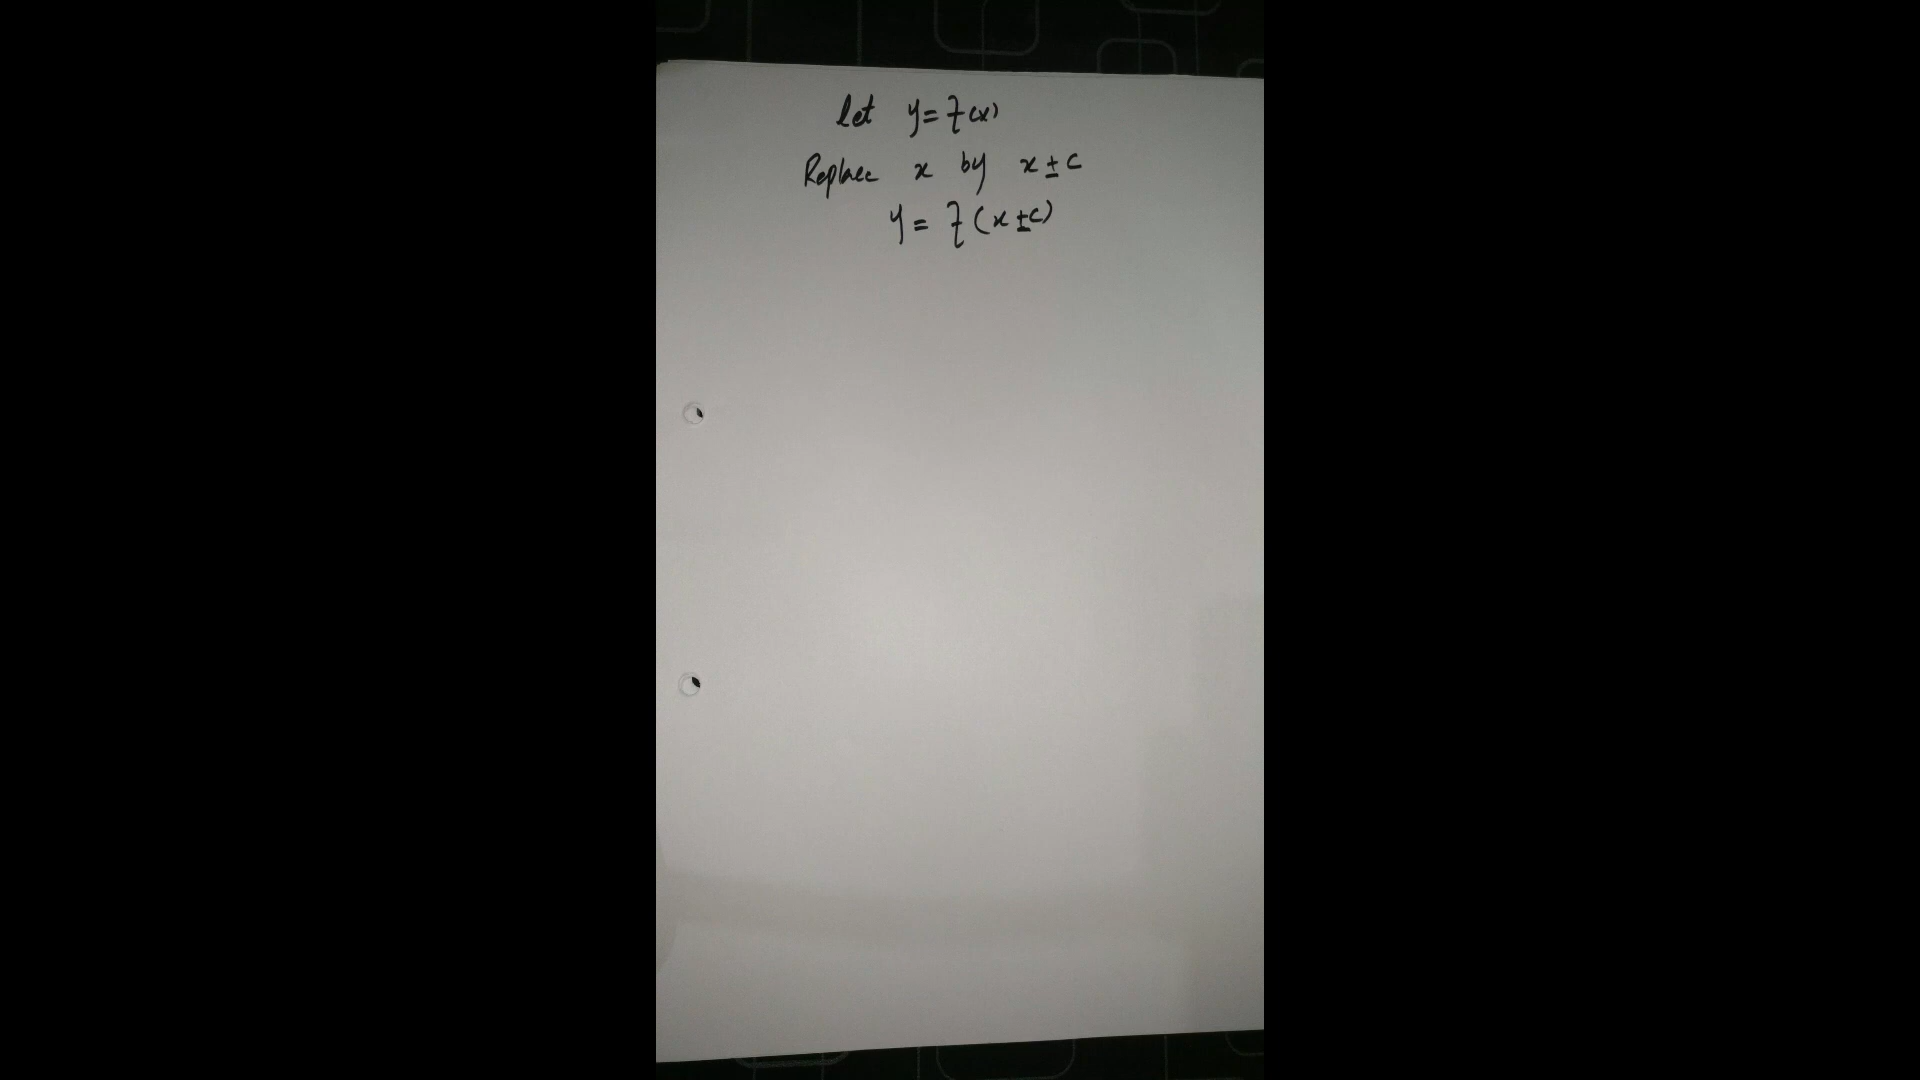 let y = f(x)
Replace x by x ± c
y = f(x ± c)